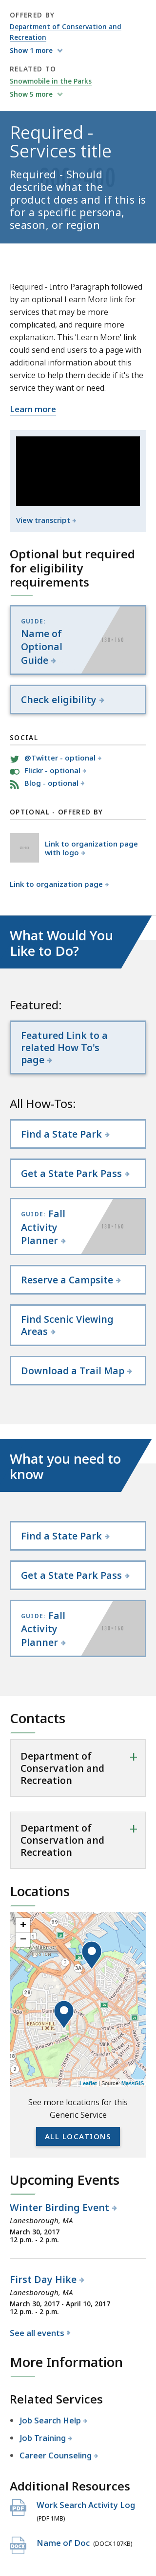 OFFERED BY
Department of Conservation and
Recreation
Show 1 more
RELATED TO
Snowmobile in the Parks
Show 5 more
Required -
Services title
Required - Should
describe what the
product does and if this is
for a specific persona,
season, or region
Required - Intro Paragraph followed
by an optional Learn More link for
services that may be more
complicated, and require more
explanation. This 'Learn More' link
could send end users to a page with
additional information about this
but is to help them decide if it's the
service they want or need.
Learn more
View transcript
Optional but required
for eligibility
requirements
GUIDE:
Name of
Optional
Guide
Check eligibility
SOCIAL
@Twitter - optional
Flickr - optional
Blog - optional
OPTIONAL - OFFERED BY
Link to organization page
with logo
Link to organization page
What Would You
Like to Do?
Featured:
Featured Link to a
related How To's
page
All How-Tos:
Find a State Park
Get a State Park Pass
GUIDE: Fall
Activity
Planner
Reserve a Campsite
Find Scenic Viewing
Areas
Download a Trail Map
What you need to
know
Find a State Park
Get a State Park Pass
GUIDE: Fall
Activity
Planner
Contacts
Department of
Conservation and
Recreation
+
Department of
Conservation and
Recreation
+
Locations
+
−
BEACON HILL
Leaflet | Source: MassGIS
See more locations for this
Generic Service
ALL LOCATIONS
Upcoming Events
Winter Birding Event
Lanesborough, MA
March 30, 2017
12 p.m. - 2 p.m.
First Day Hike
Lanesborough, MA
March 30, 2017 - April 10, 2017
12 p.m. - 2 p.m.
See all events
More Information
Related Services
Job Search Help
Job Training
Career Counseling
Additional Resources
PDF
Work Search Activity Log
(PDF 1MB)
DOCX
Name of Doc (DOCX 107KB)